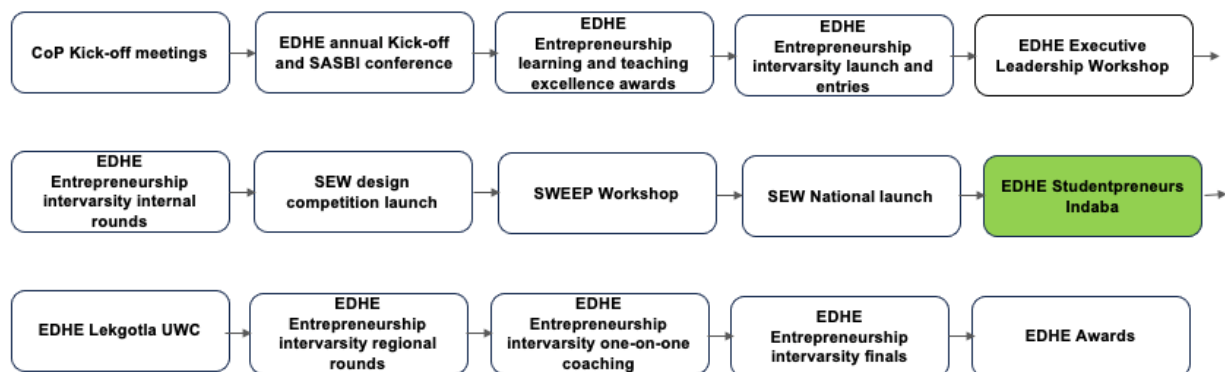 CoP Kick-off meetings
EDHE annual Kick-off
and SASBI conference
EDHE
Entrepreneurship
learning and teaching
excellence awards
EDHE
Entrepreneurship
intervarsity launch and
entries
EDHE Executive
Leadership Workshop
EDHE
Entrepreneurship
intervarsity internal
rounds
SEW design
competition launch
SWEEP Workshop
SEW National launch
EDHE Studentpreneurs
Indaba
EDHE Lekgotla UWC
EDHE
Entrepreneurship
intervarsity regional
rounds
EDHE
Entrepreneurship
intervarsity one-on-one
coaching
EDHE
Entrepreneurship
intervarsity finals
EDHE Awards